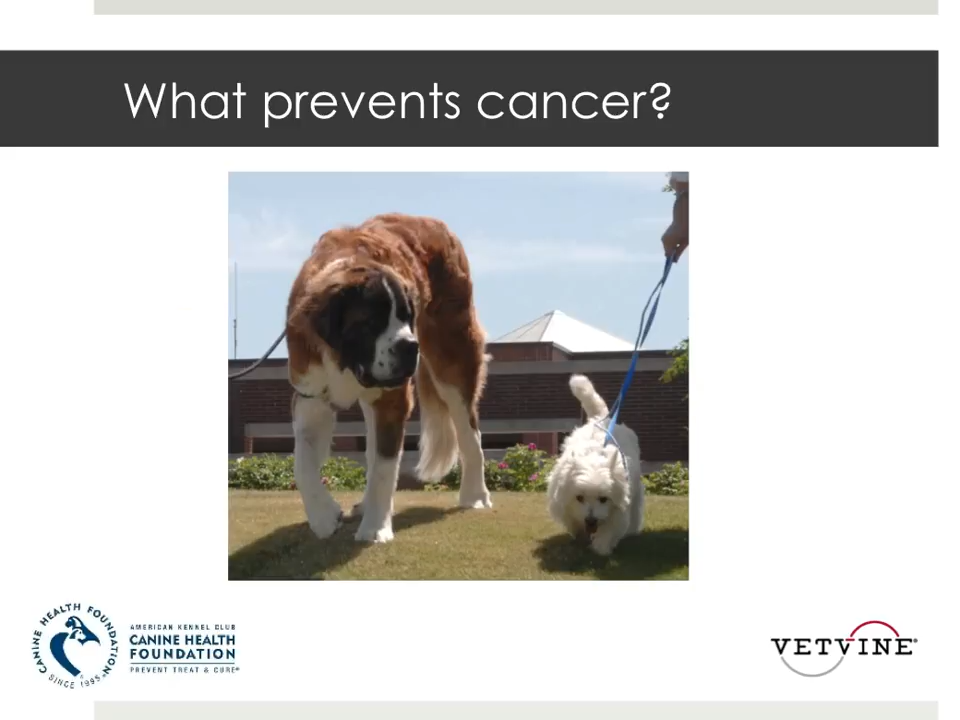 What prevents cancer?
CANINE HEALTH FOUNDATION
SINCE 1995
AMERICAN KENNEL CLUB
CANINE HEALTH
FOUNDATION
PREVENT TREAT & CURE®
VETVINE®